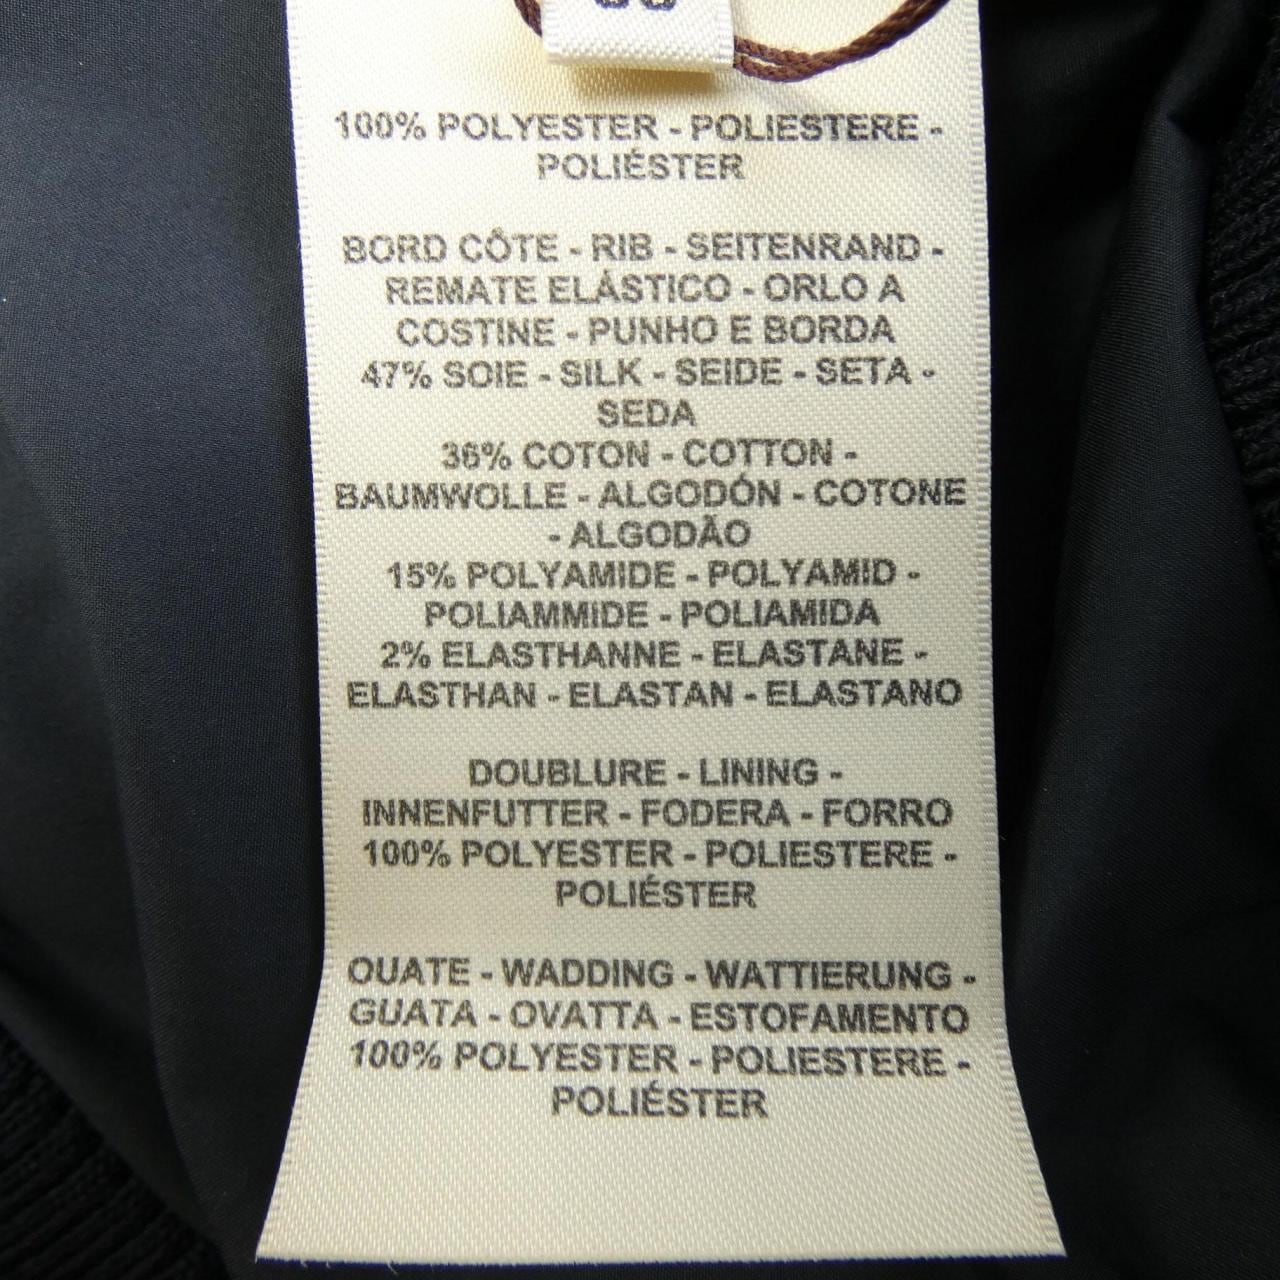 100% POLYESTER - POLIESTERE -
POLIÉSTER
BORD CÔTE - RIB - SEITENRAND -
REMATE ELÁSTICO - ORLO A
COSTINE - PUNHO E BORDA
47% SOIE - SILK - SEIDE - SETA -
SEDA
36% COTON - COTTON -
BAUMWOLLE - ALGODÓN - COTONE
- ALGODÃO
15% POLYAMIDE - POLYAMID -
POLIAMMIDE - POLIAMIDA
2% ELASTHANNE - ELASTANE -
ELASTHAN - ELASTAN - ELASTANO
DOUBLURE - LINING -
INNENFUTTER - FODERA - FORRO
100% POLYESTER - POLIESTERE -
POLIÉSTER
OUATE - WADDING - WATTIERUNG -
GUATA - OVATTA - ESTOFAMENTO
100% POLYESTER - POLIESTERE -
POLIÉSTER